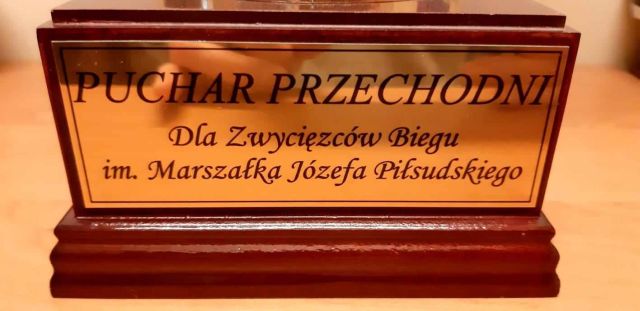 PUCHAR PRZECHODNI
Dla Zwycięzców Biegu
im. Marszałka Józefa Piłsudskiego